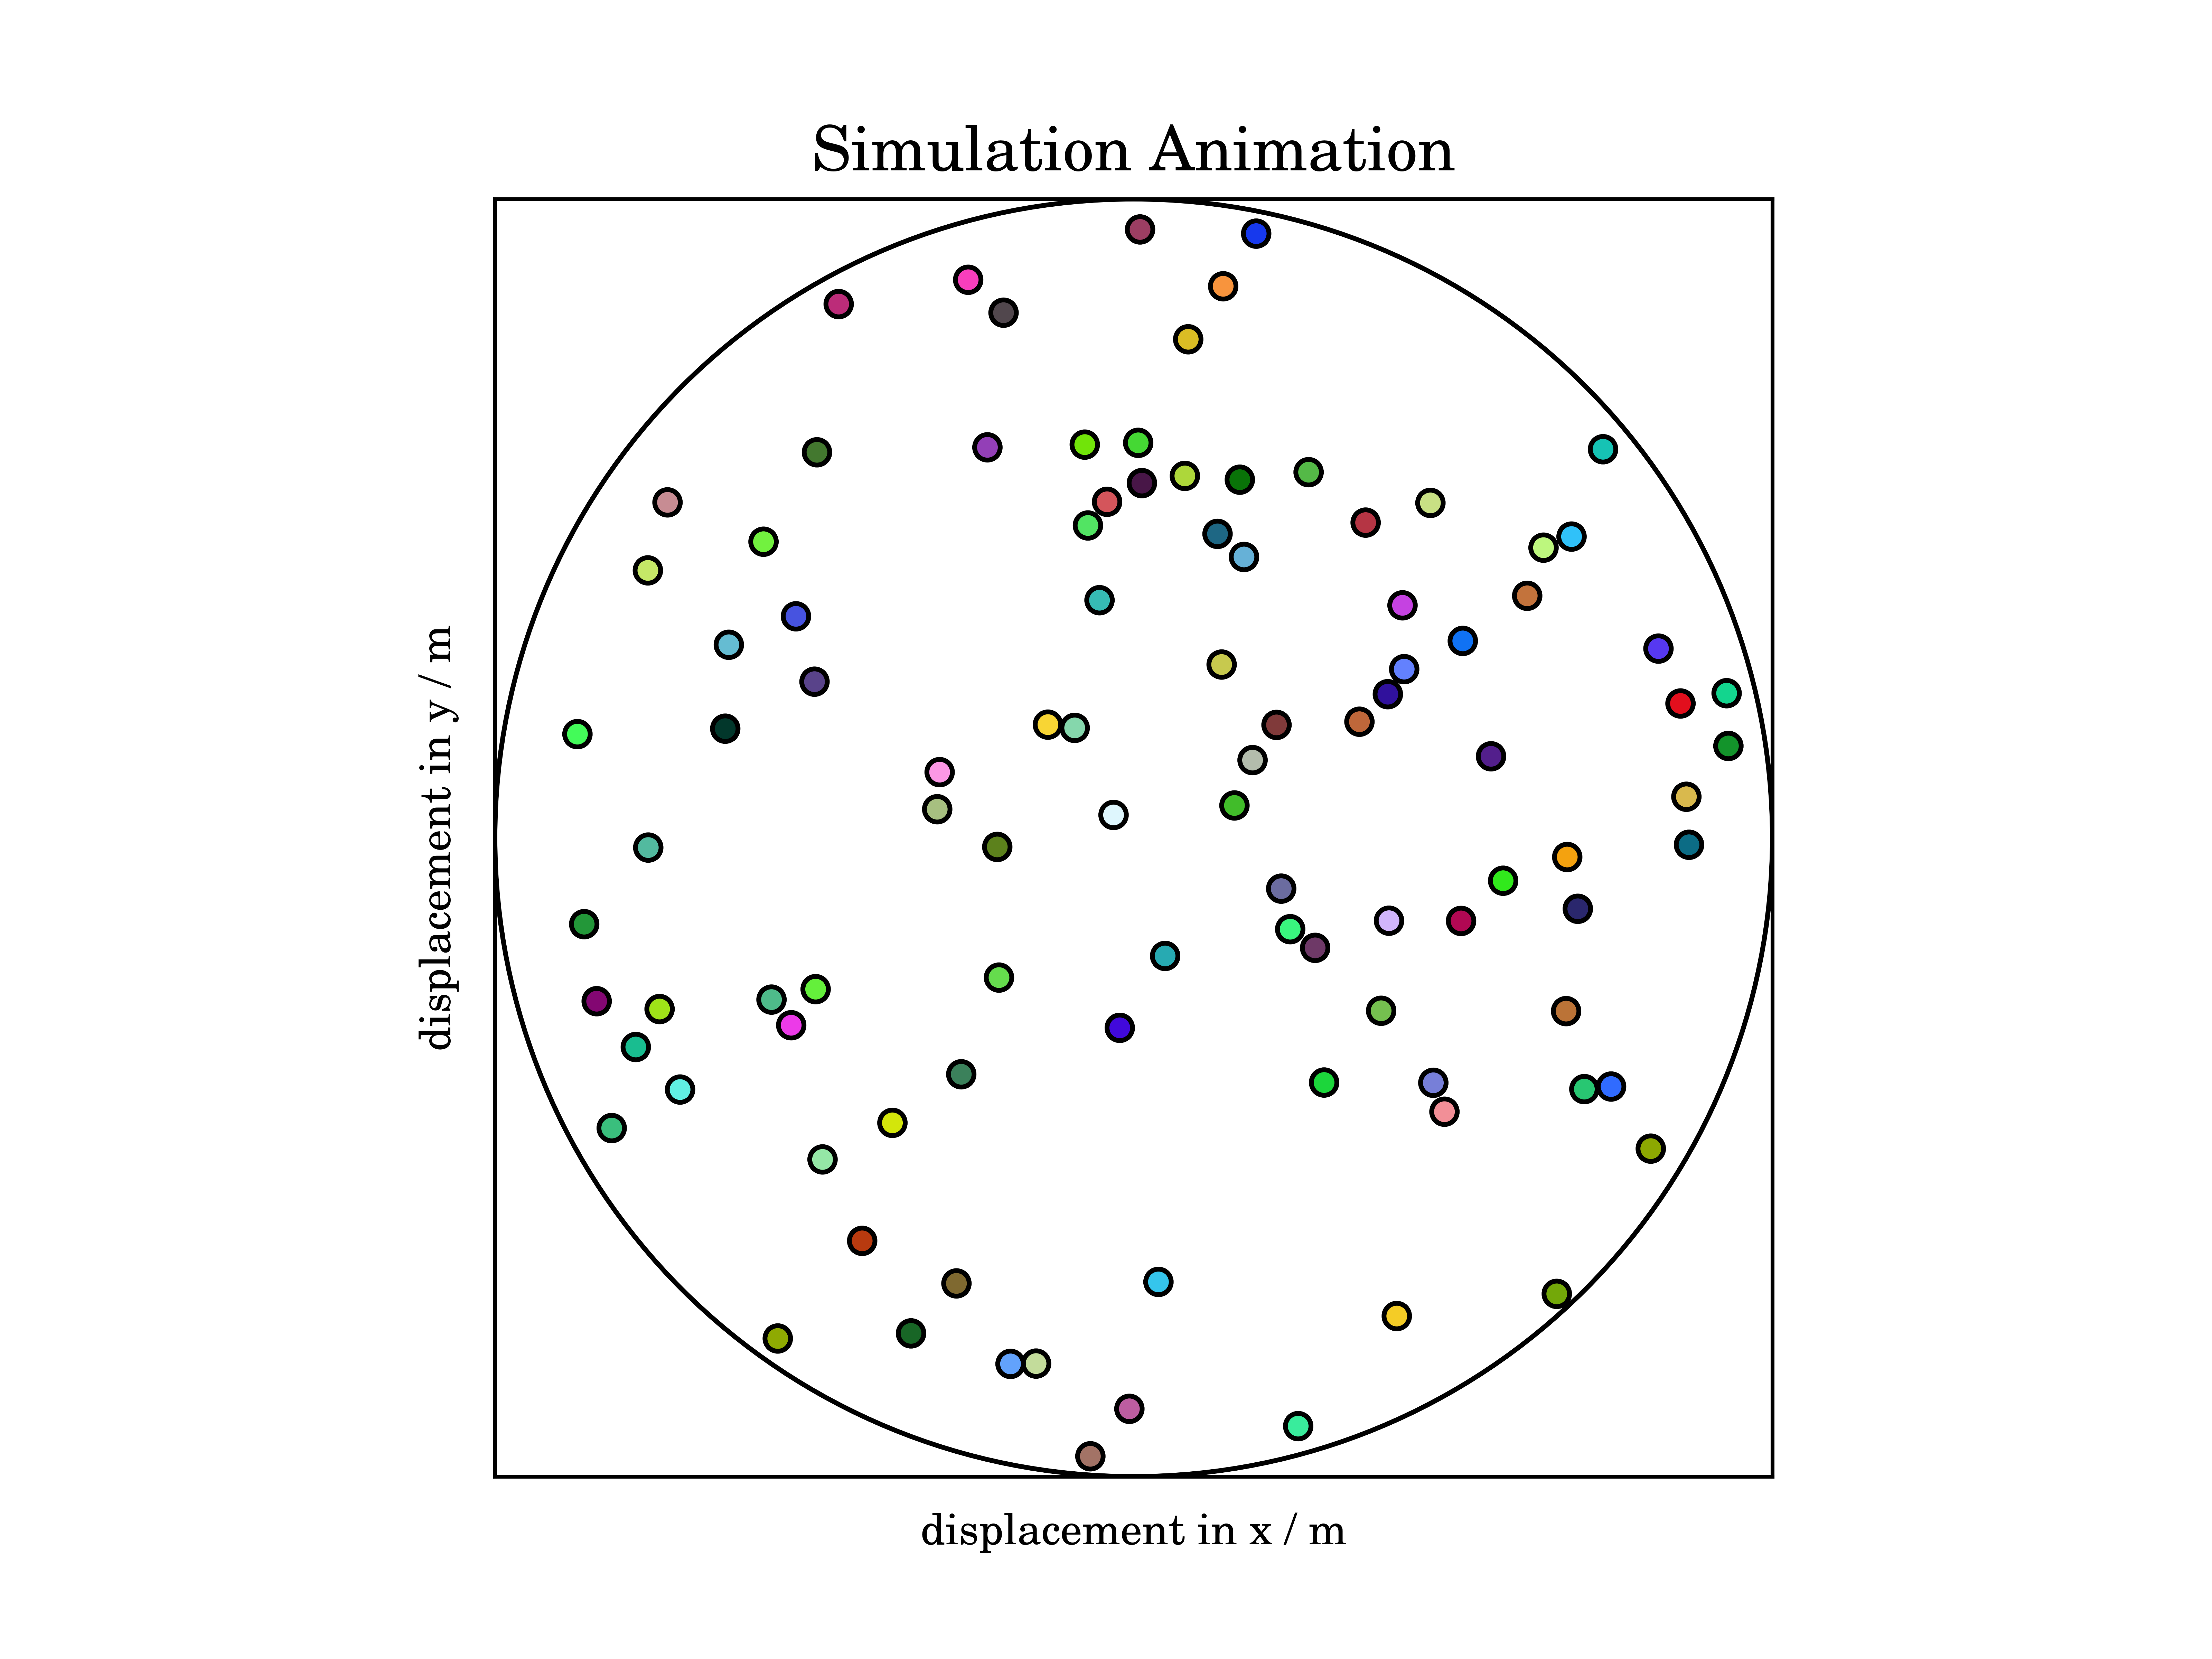 Simulation Animation
displacement in y / m
displacement in x / m